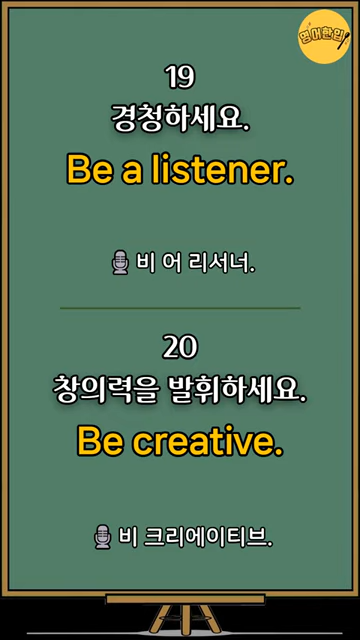 영어한입
19
경청하세요.
Be a listener.
비 어 리서너.
20
창의력을 발휘하세요.
Be creative.
비 크리에이티브.